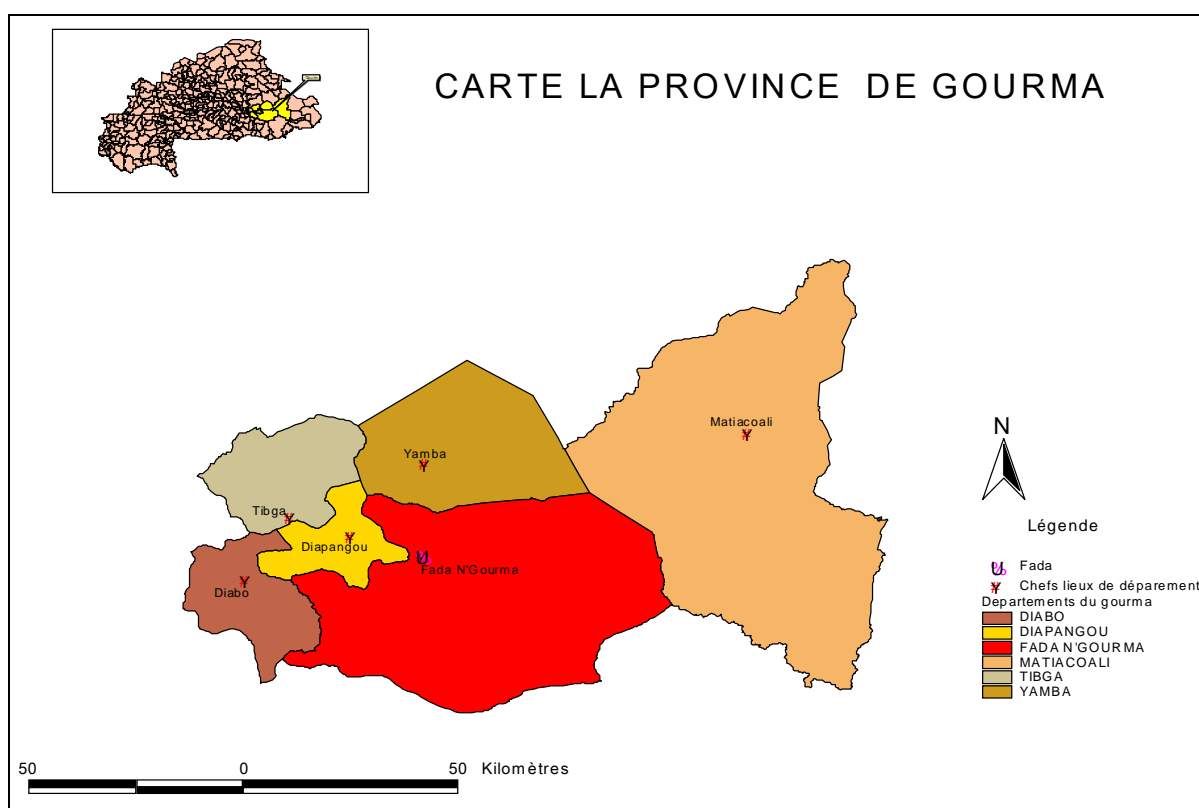 CARTE LA PROVINCE DE GOURMA
Matiacoali
Yamba
Tibga
Diapangou
Fada N'Gourma
Diabo
N
Légende
Fada
Chefs lieux de déparement
Departements du gourma
DIABO
DIAPANGOU
FADA N'GOURMA
MATIACOALI
TIBGA
YAMBA
50 0 50 Kilomètres